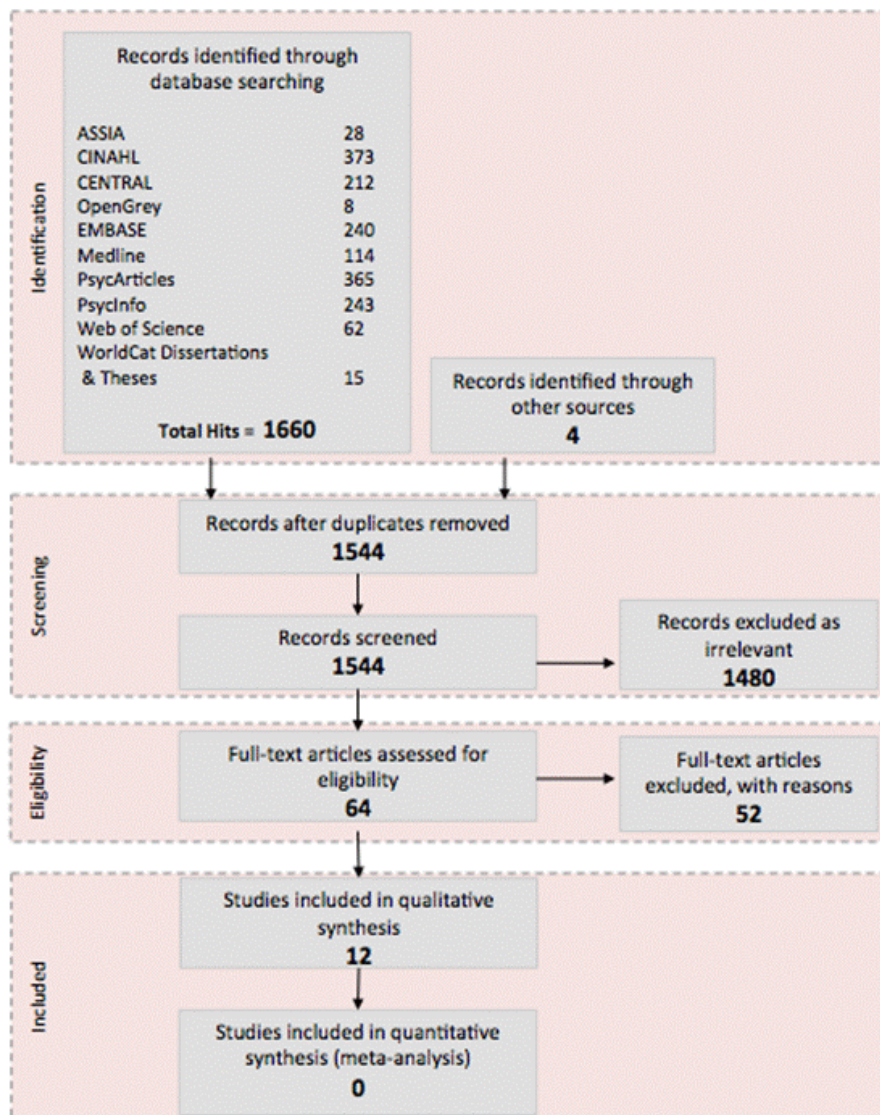 Identification
Records identified through
database searching
ASSIA 28
CINAHL 373
CENTRAL 212
OpenGrey 8
EMBASE 240
Medline 114
PsycArticles 365
PsycInfo 243
Web of Science 62
WorldCat Dissertations
& Theses 15
Total Hits = 1660
Records identified through
other sources
4
Screening
Records after duplicates removed
1544
Records screened
1544
Records excluded as
irrelevant
1480
Eligibility
Full-text articles assessed for
eligibility
64
Full-text articles
excluded, with reasons
52
Included
Studies included in qualitative
synthesis
12
Studies included in quantitative
synthesis (meta-analysis)
0